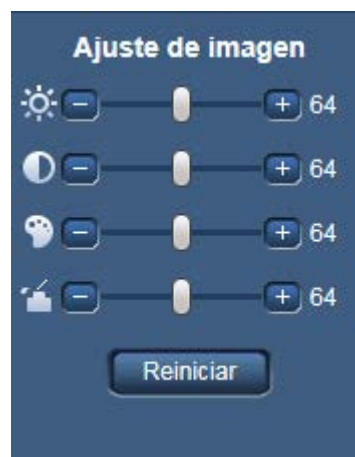 Ajuste de imagen
− + 64
− + 64
− + 64
− + 64
Reiniciar